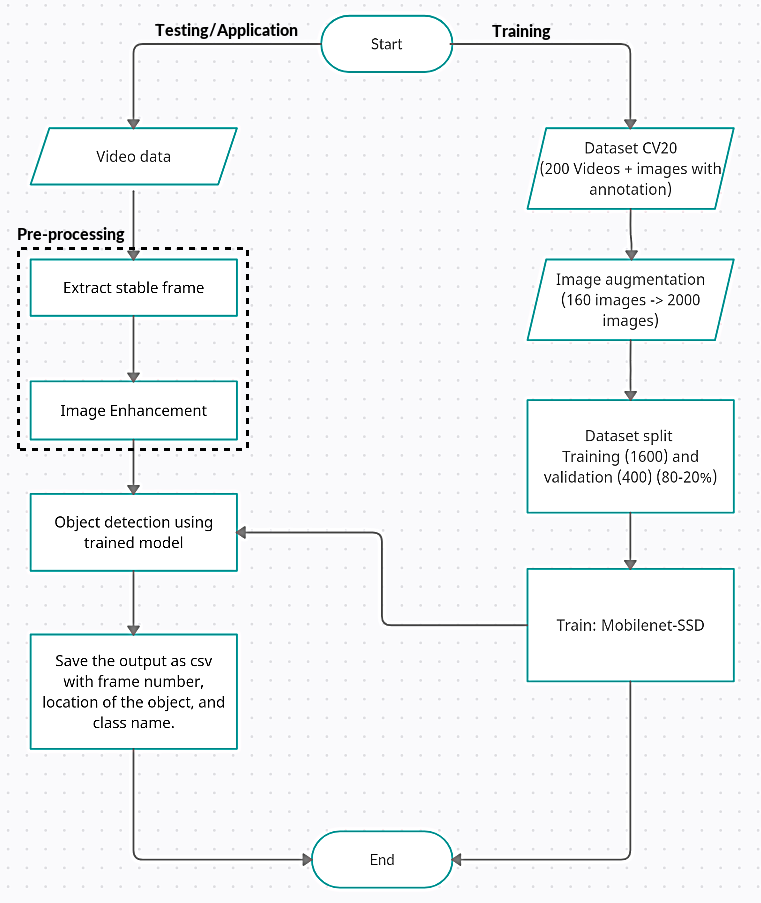 Testing/Application
Start
Training
Video data
Dataset CV20
(200 Videos + images with
annotation)
Pre-processing
Extract stable frame
Image augmentation
(160 images -> 2000
images)
Image Enhancement
Dataset split
Training (1600) and
validation (400) (80-20%)
Object detection using
trained model
Train: Mobilenet-SSD
Save the output as csv
with frame number,
location of the object, and
class name.
End